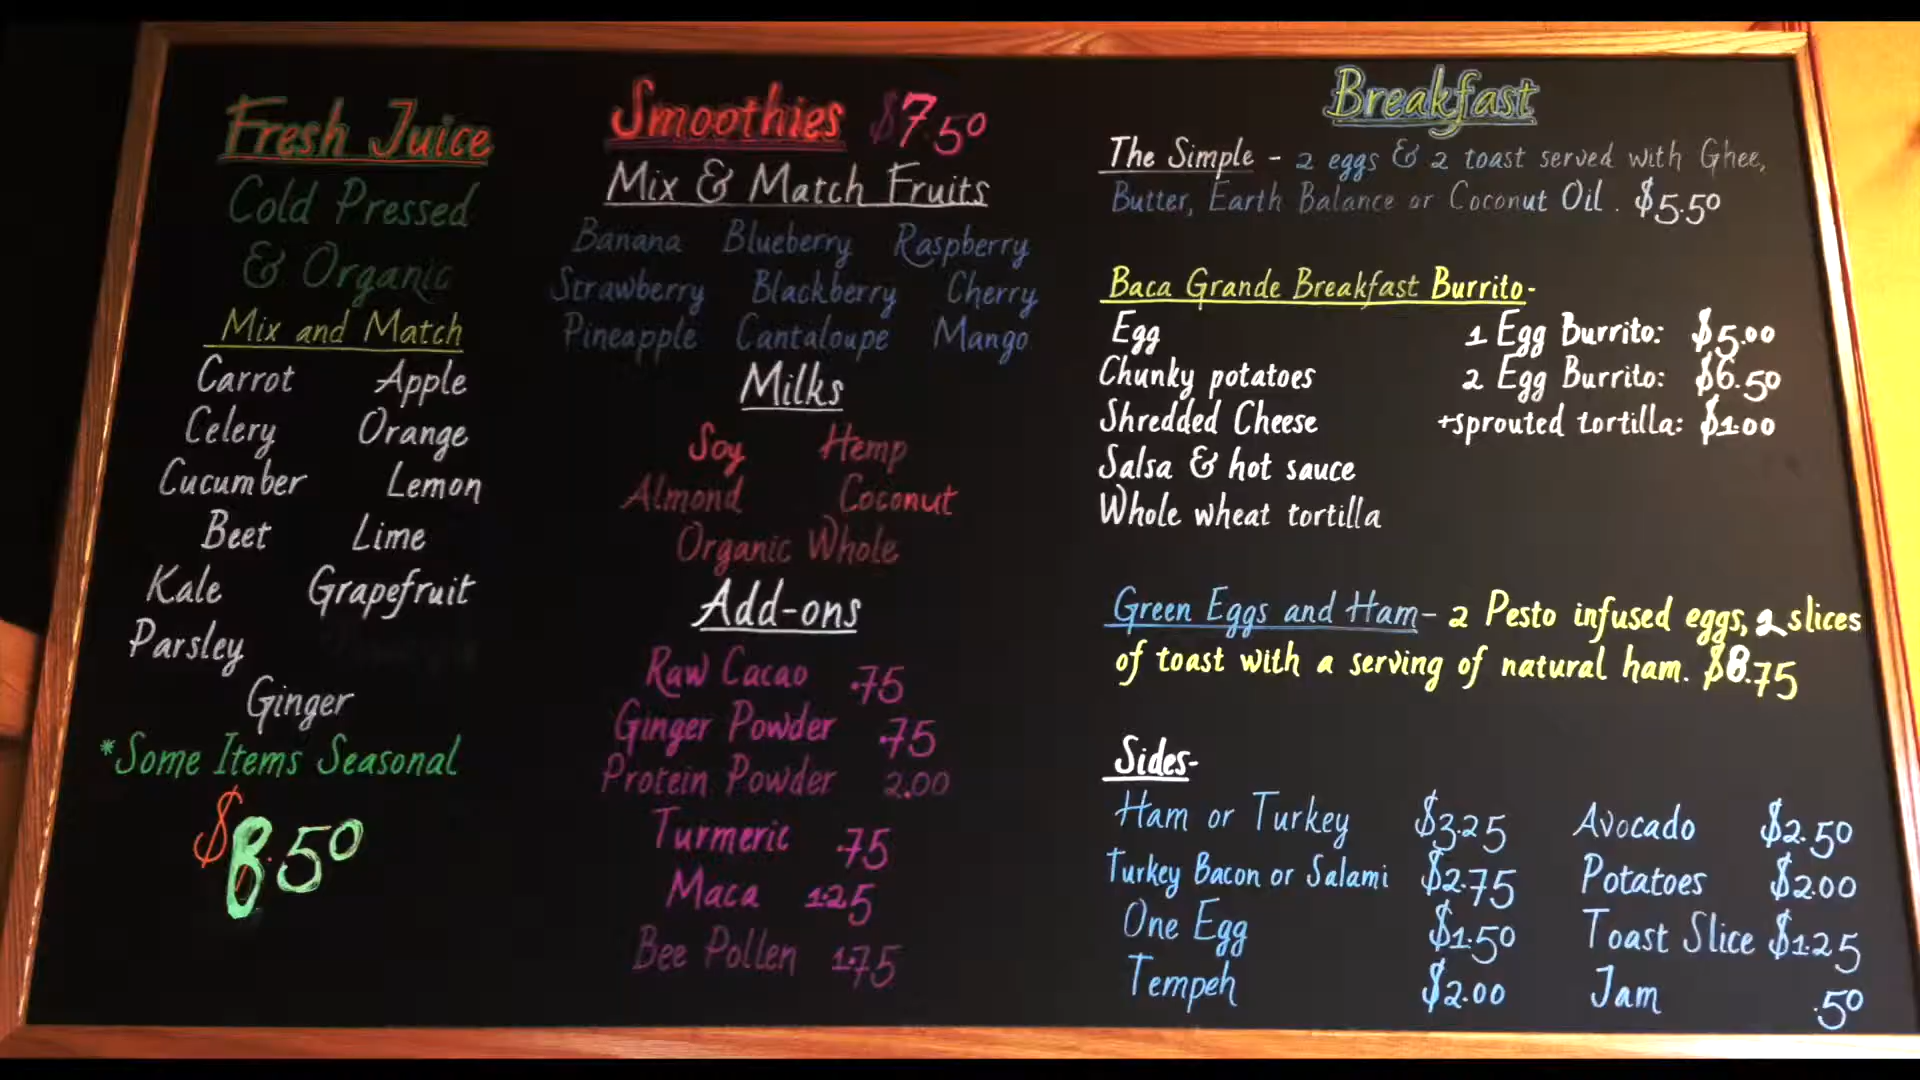 Fresh Juice
Cold Pressed
& Organic
Mix and Match
Carrot Apple
Celery Orange
Cucumber Lemon
Beet Lime
Kale Grapefruit
Parsley
Ginger
*Some Items Seasonal
$8.50
Smoothies $7.50
Mix & Match Fruits
Banana Blueberry Raspberry
Strawberry Blackberry Cherry
Pineapple Cantaloupe Mango
Milks
Soy Hemp
Almond Coconut
Organic Whole
Add-ons
Raw Cacao .75
Ginger Powder .75
Protein Powder 2.00
Turmeric .75
Maca 1.25
Bee Pollen 1.75
Breakfast
The Simple - 2 eggs & 2 toast served with Ghee,
Butter, Earth Balance or Coconut Oil. $5.50
Baca Grande Breakfast Burrito-
Egg 1 Egg Burrito: $5.00
Chunky potatoes 2 Egg Burrito: $6.50
Shredded Cheese +sprouted tortilla: $1.00
Salsa & hot sauce
Whole wheat tortilla
Green Eggs and Ham- 2 Pesto infused eggs, 2 slices
of toast with a serving of natural ham. $8.75
Sides-
Ham or Turkey $3.25 Avocado $2.50
Turkey Bacon or Salami $2.75 Potatoes $2.00
One Egg $1.50 Toast Slice $1.25
Tempeh $2.00 Jam .50